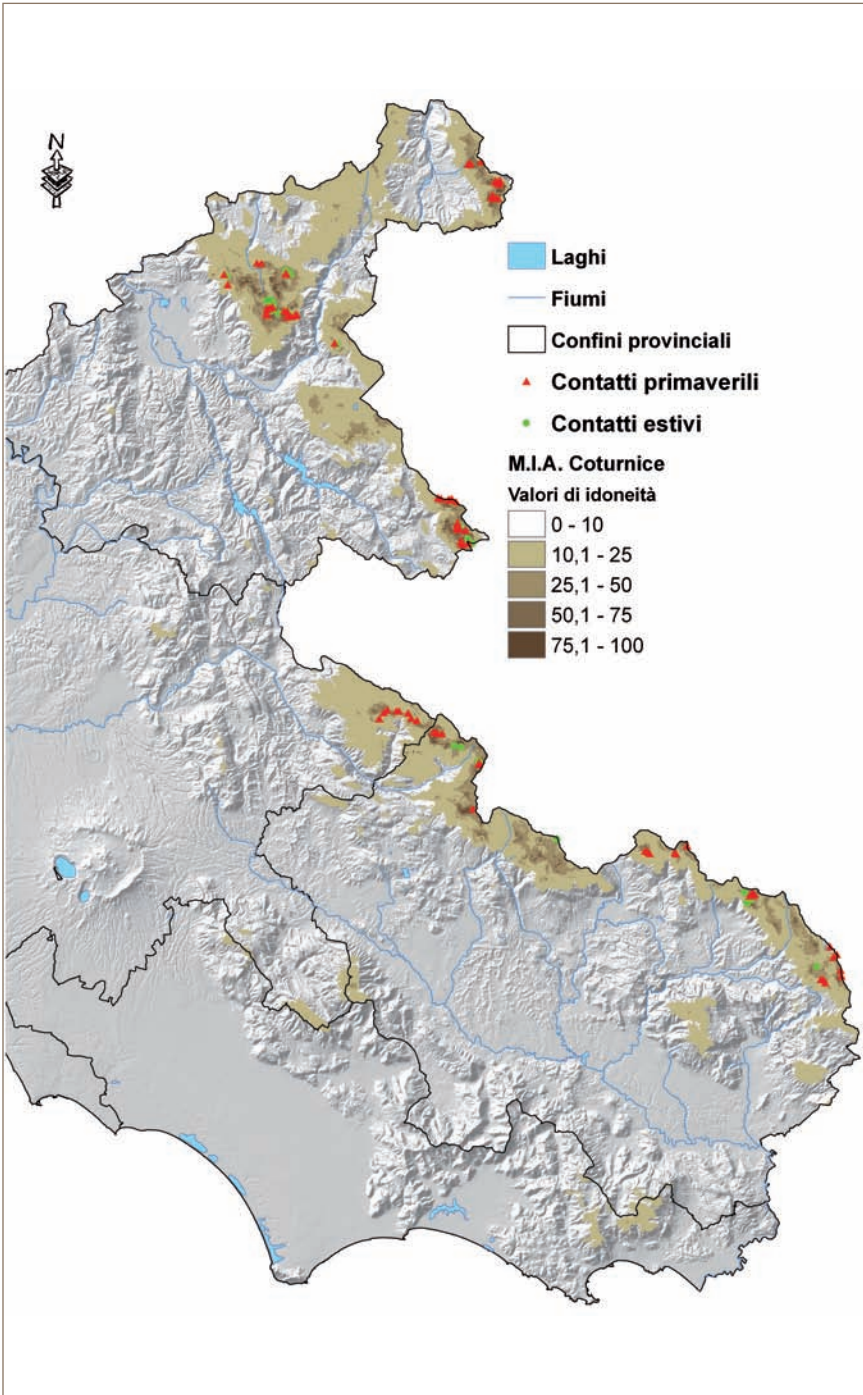 N
Laghi
Fiumi
Confini provinciali
Contatti primaverili
Contatti estivi
M.I.A. Coturnice
Valori di idoneità
0 - 10
10,1 - 25
25,1 - 50
50,1 - 75
75,1 - 100